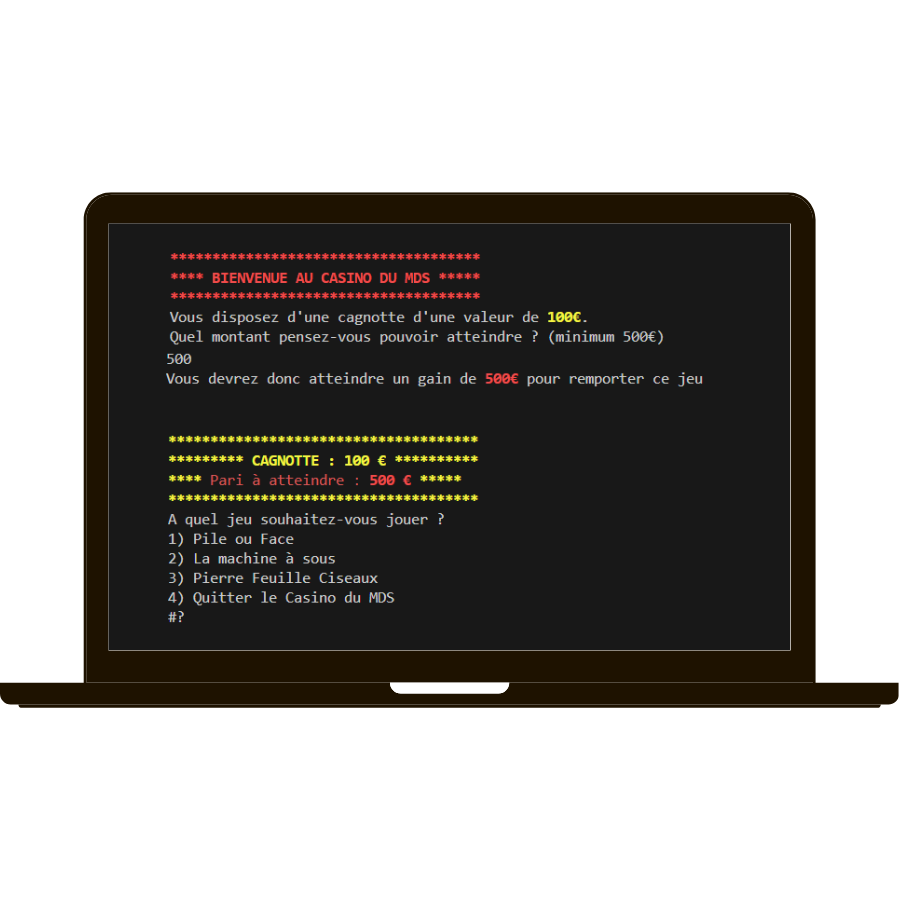 *************************************
**** BIENVENUE AU CASINO DU MDS *****
*************************************
Vous disposez d'une cagnotte d'une valeur de 100€.
Quel montant pensez-vous pouvoir atteindre ? (minimum 500€)
500
Vous devrez donc atteindre un gain de 500€ pour remporter ce jeu
*************************************
********* CAGNOTTE : 100 € **********
**** Pari à atteindre : 500 € *****
*************************************
A quel jeu souhaitez-vous jouer ?
1) Pile ou Face
2) La machine à sous
3) Pierre Feuille Ciseaux
4) Quitter le Casino du MDS
#?